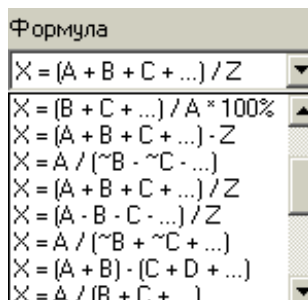 Формула
X = (A + B + C + ...) / Z
X = (B + C + ...) / A * 100%
X = (A + B + C + ...) - Z
X = A / (~B - ~C - ...)
X = (A + B + C + ...) / Z
X = (A - B - C - ...) / Z
X = A / (~B + ~C + ...)
X = (A + B) - (C + D + ...)
X = A / (B + C + ...)